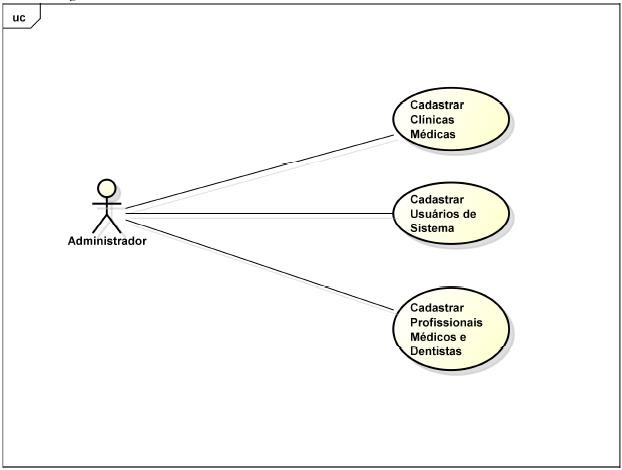 uc
Cadastrar
Clínicas
Médicas
Cadastrar
Usuários de
Sistema
Administrador
Cadastrar
Profissionais
Médicos e
Dentistas